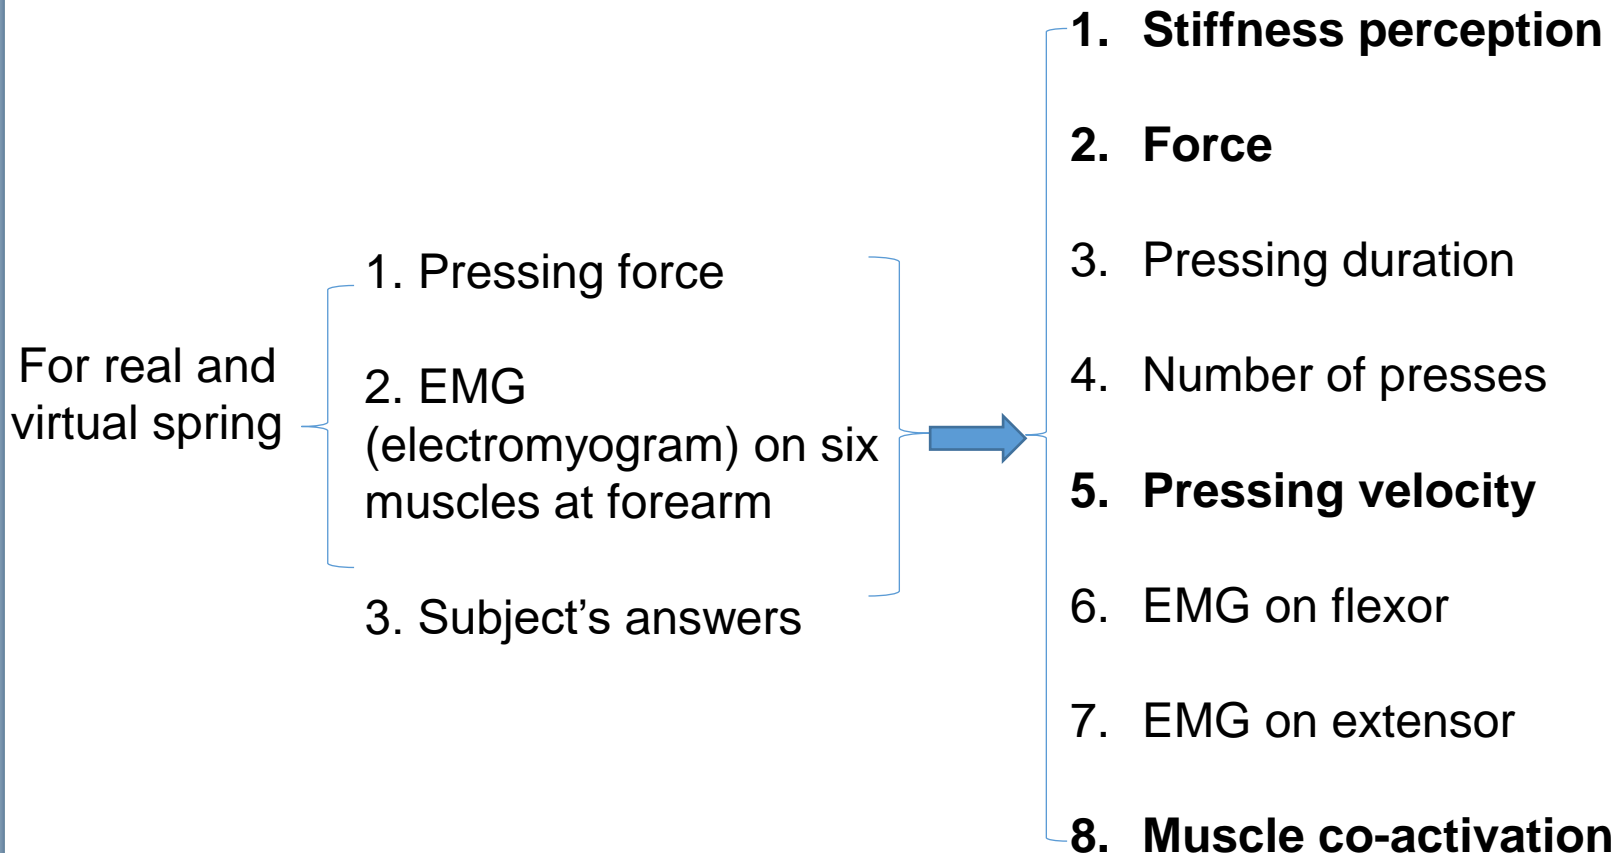 For real and
virtual spring
1. Pressing force
2. EMG
(electromyogram) on six
muscles at forearm
3. Subject’s answers
1. Stiffness perception
2. Force
3. Pressing duration
4. Number of presses
5. Pressing velocity
6. EMG on flexor
7. EMG on extensor
8. Muscle co-activation